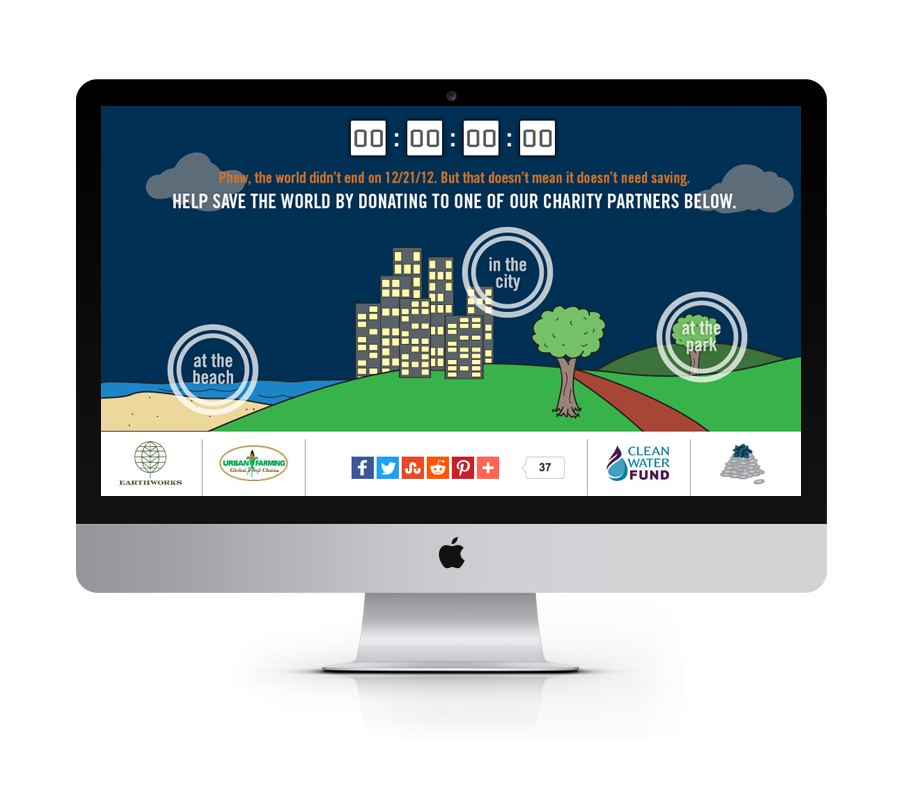 00 : 00 : 00 : 00
Phew, the world didn't end on 12/21/12. But that doesn't mean it doesn't need saving.
HELP SAVE THE WORLD BY DONATING TO ONE OF OUR CHARITY PARTNERS BELOW.
in the
city
at the
park
at the
beach
EARTHWORKS
URBAN FARMING
Global Food Chain
37
CLEAN
WATER
FUND